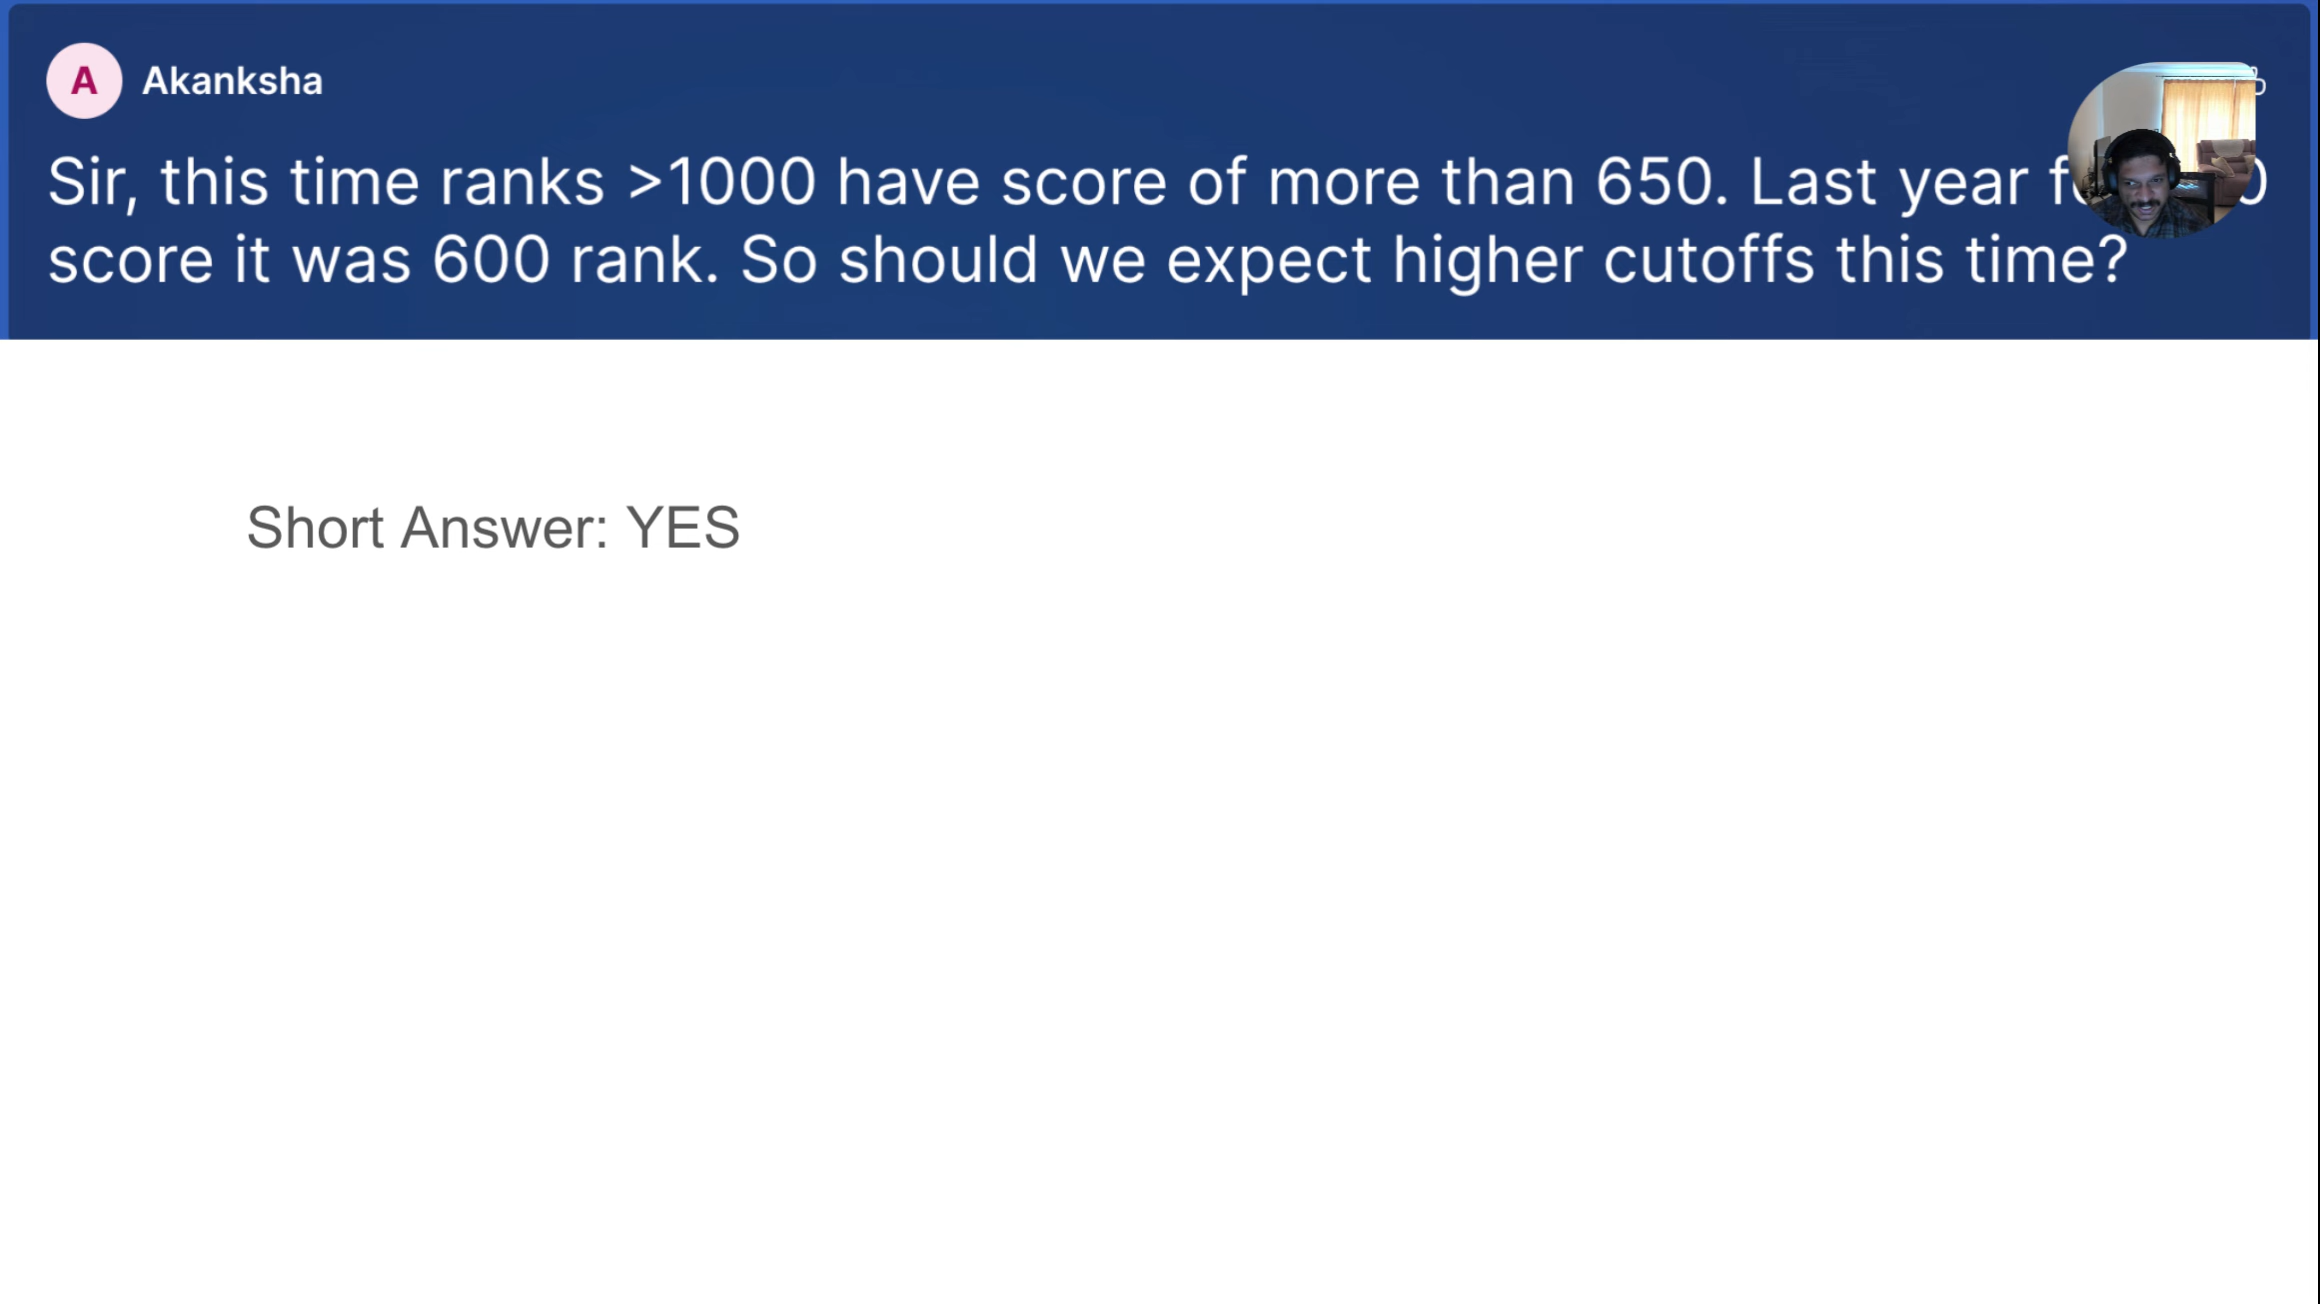 A
Akanksha
Sir, this time ranks >1000 have score of more than 650. Last year
score it was 600 rank. So should we expect higher cutoffs this time?
Short Answer: YES